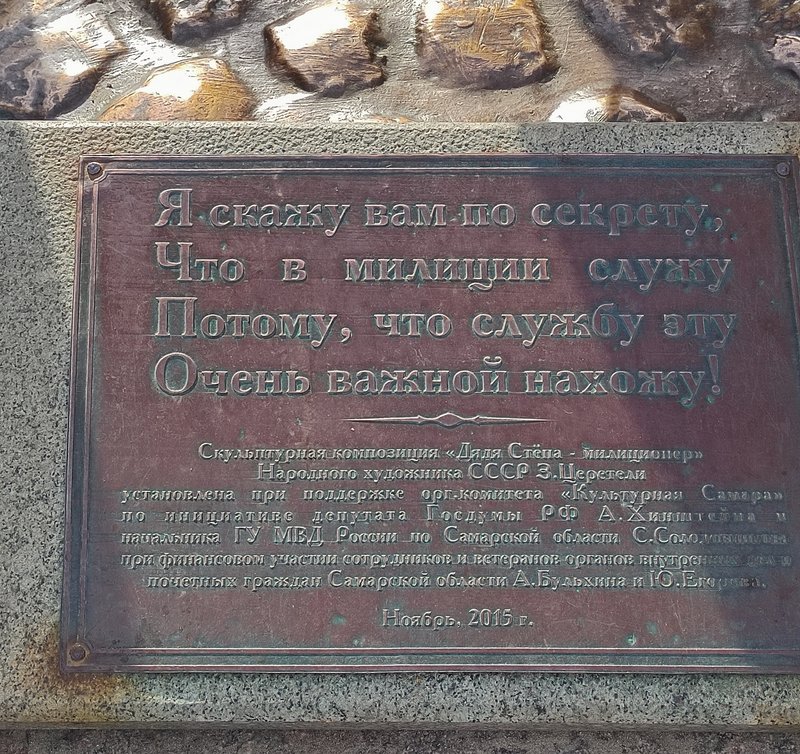 Я скажу вам по секрету,
Что в милиции служу
Потому, что службу эту
Очень важной нахожу!
Скульптурная композиция «Дядя Стёпа - милиционер»
Народного художника СССР З.Церетели
установлена при поддержке орг.комитета «Культурная Самара»
по инициативе депутата Госдумы РФ А.Хинштейна и
начальника ГУ МВД России по Самарской области С.Солодовникова
при финансовом участии сотрудников и ветеранов органов внутренних дел и
почетных граждан Самарской области А.Бульхина и Ю.Егорова.
Ноябрь, 2015 г.